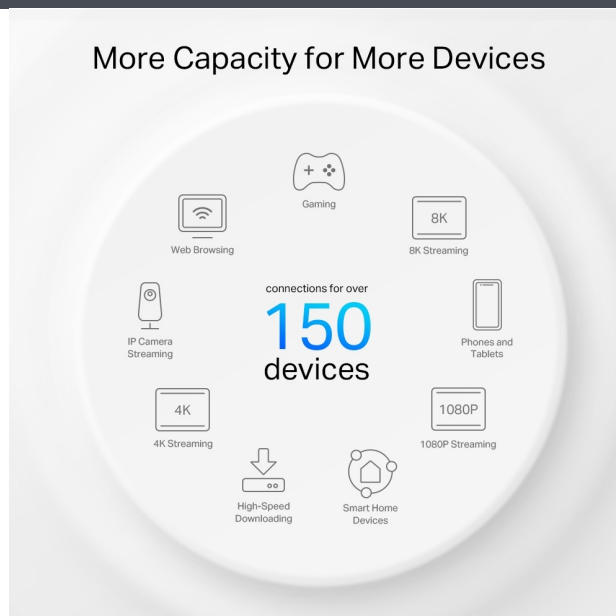 More Capacity for More Devices
Gaming
Web Browsing
8K
8K Streaming
connections for over
150
devices
IP Camera
Streaming
Phones and
Tablets
4K
4K Streaming
1080P
1080P Streaming
High-Speed
Downloading
Smart Home
Devices